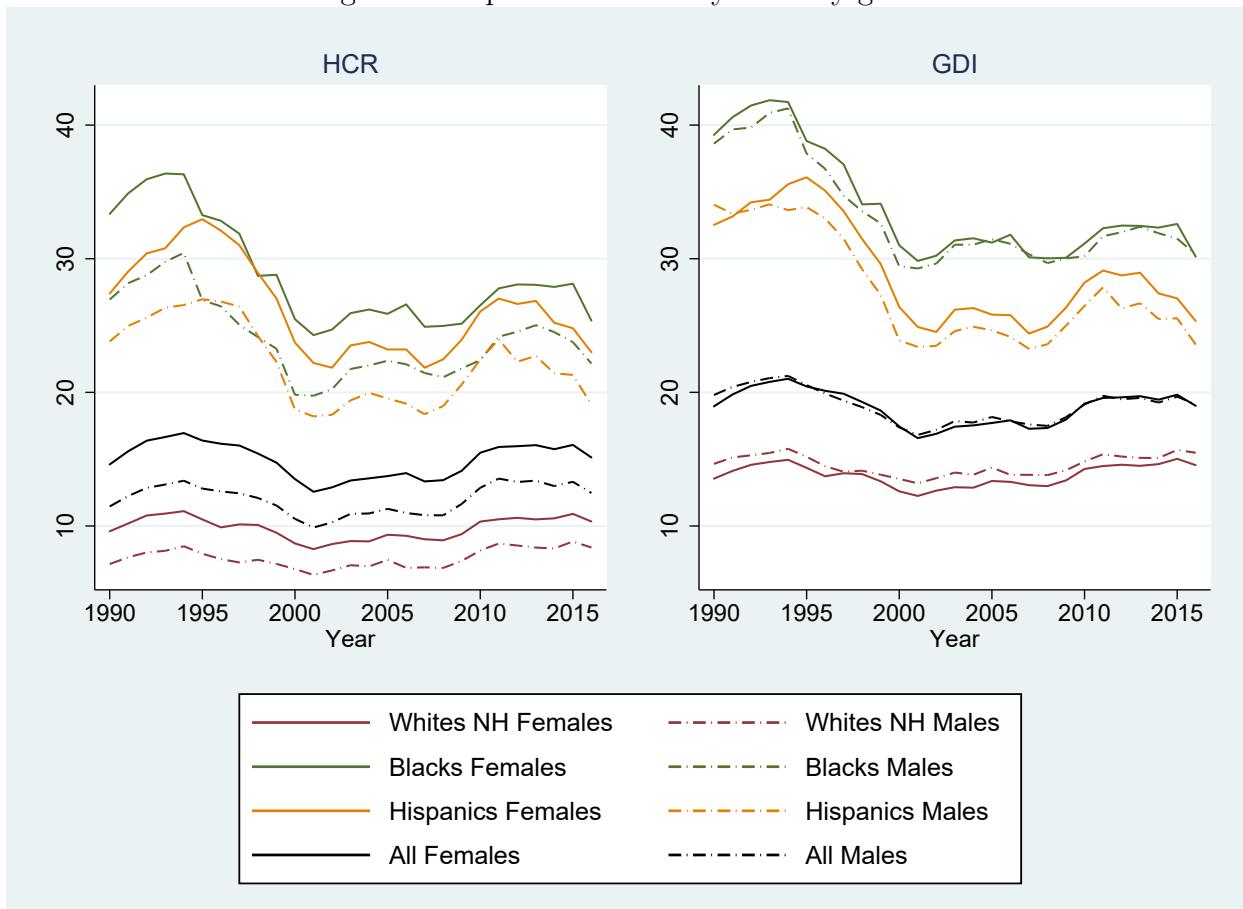 HCR
GDI
40
30
20
10
1990 1995 2000 2005 2010 2015
Year
40
30
20
10
1990 1995 2000 2005 2010 2015
Year
Whites NH Females
Whites NH Males
Blacks Females
Blacks Males
Hispanics Females
Hispanics Males
All Females
All Males